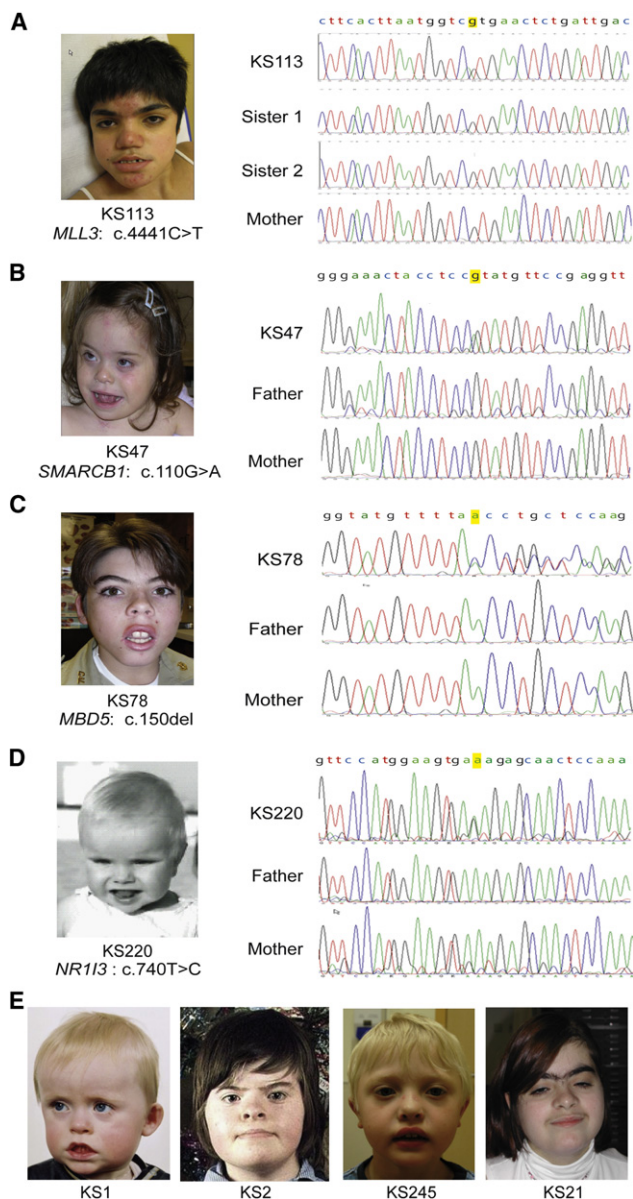 A
cttcacttaatggtcgtgaactctgattgac
KS113
Sister 1
Sister 2
Mother
KS113
MLL3: c.4441C>T
B
gggaaactacctccgtatgttccgaggtt
KS47
Father
Mother
KS47
SMARCB1: c.110G>A
C
ggtatgttttaacctgctccaag
KS78
Father
Mother
KS78
MBD5: c.150del
D
gttccatggaagtgaaagagcaactccaaa
KS220
Father
Mother
KS220
NR1I3 : c.740T>C
E
KS1
KS2
KS245
KS21